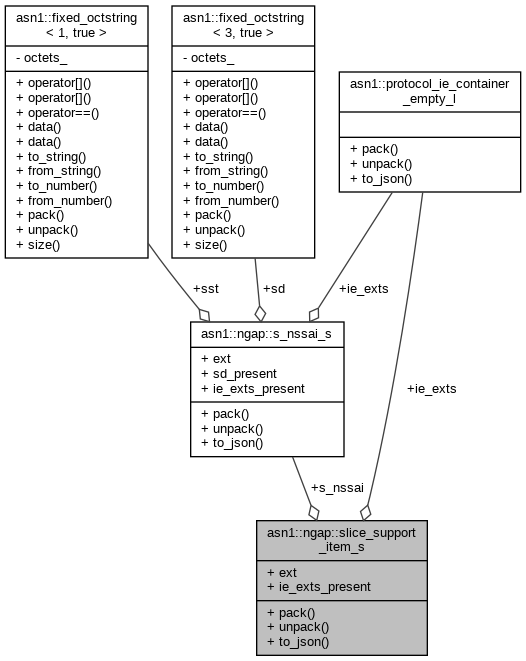 asn1::fixed_octstring
< 1, true >
- octets_
+ operator[]()
+ operator[]()
+ operator==()
+ data()
+ data()
+ to_string()
+ from_string()
+ to_number()
+ from_number()
+ pack()
+ unpack()
+ size()
asn1::fixed_octstring
< 3, true >
- octets_
+ operator[]()
+ operator[]()
+ operator==()
+ data()
+ data()
+ to_string()
+ from_string()
+ to_number()
+ from_number()
+ pack()
+ unpack()
+ size()
asn1::protocol_ie_container
_empty_l
+ pack()
+ unpack()
+ to_json()
+sst
+sd
+ie_exts
asn1::ngap::s_nssai_s
+ ext
+ sd_present
+ ie_exts_present
+ pack()
+ unpack()
+ to_json()
+ie_exts
+s_nssai
asn1::ngap::slice_support
_item_s
+ ext
+ ie_exts_present
+ pack()
+ unpack()
+ to_json()